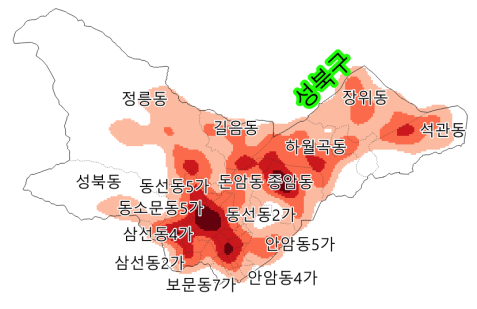 성북구
정릉동
장위동
길음동
석관동
하월곡동
성북동
동선동5가
돈암동
종암동
동소문동5가
동선동2가
삼선동4가
안암동5가
삼선동2가
보문동7가
안암동4가